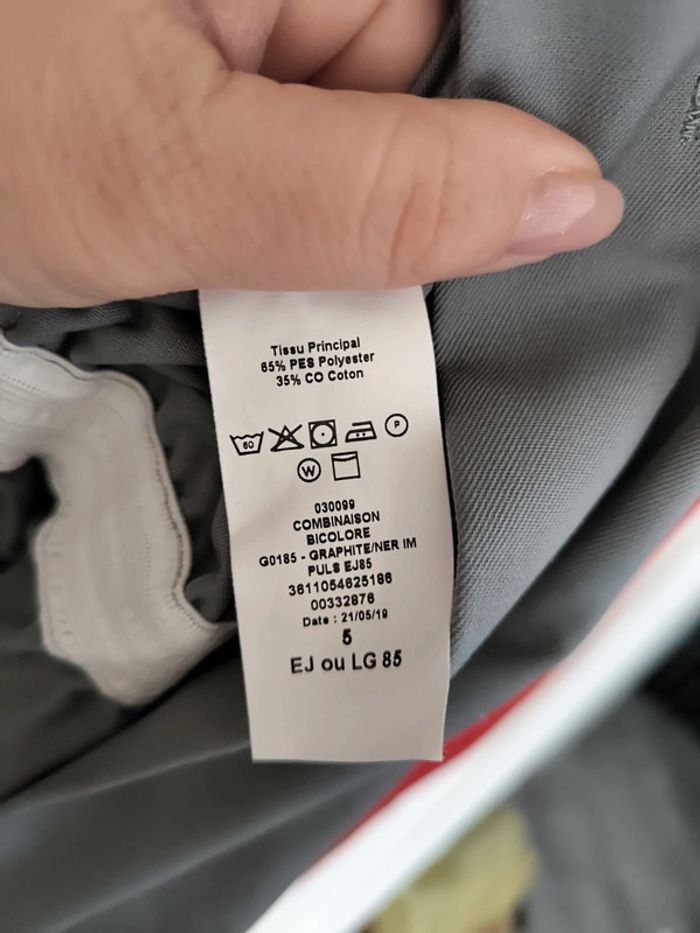 Tissu Principal
65% PES Polyester
35% CO Coton
60
P
W
030099
COMBINAISON
BICOLORE
G0185 - GRAPHITE/NER IM
PULS EJ85
3611054625186
00332876
Date : 21/05/19
5
EJ ou LG 85